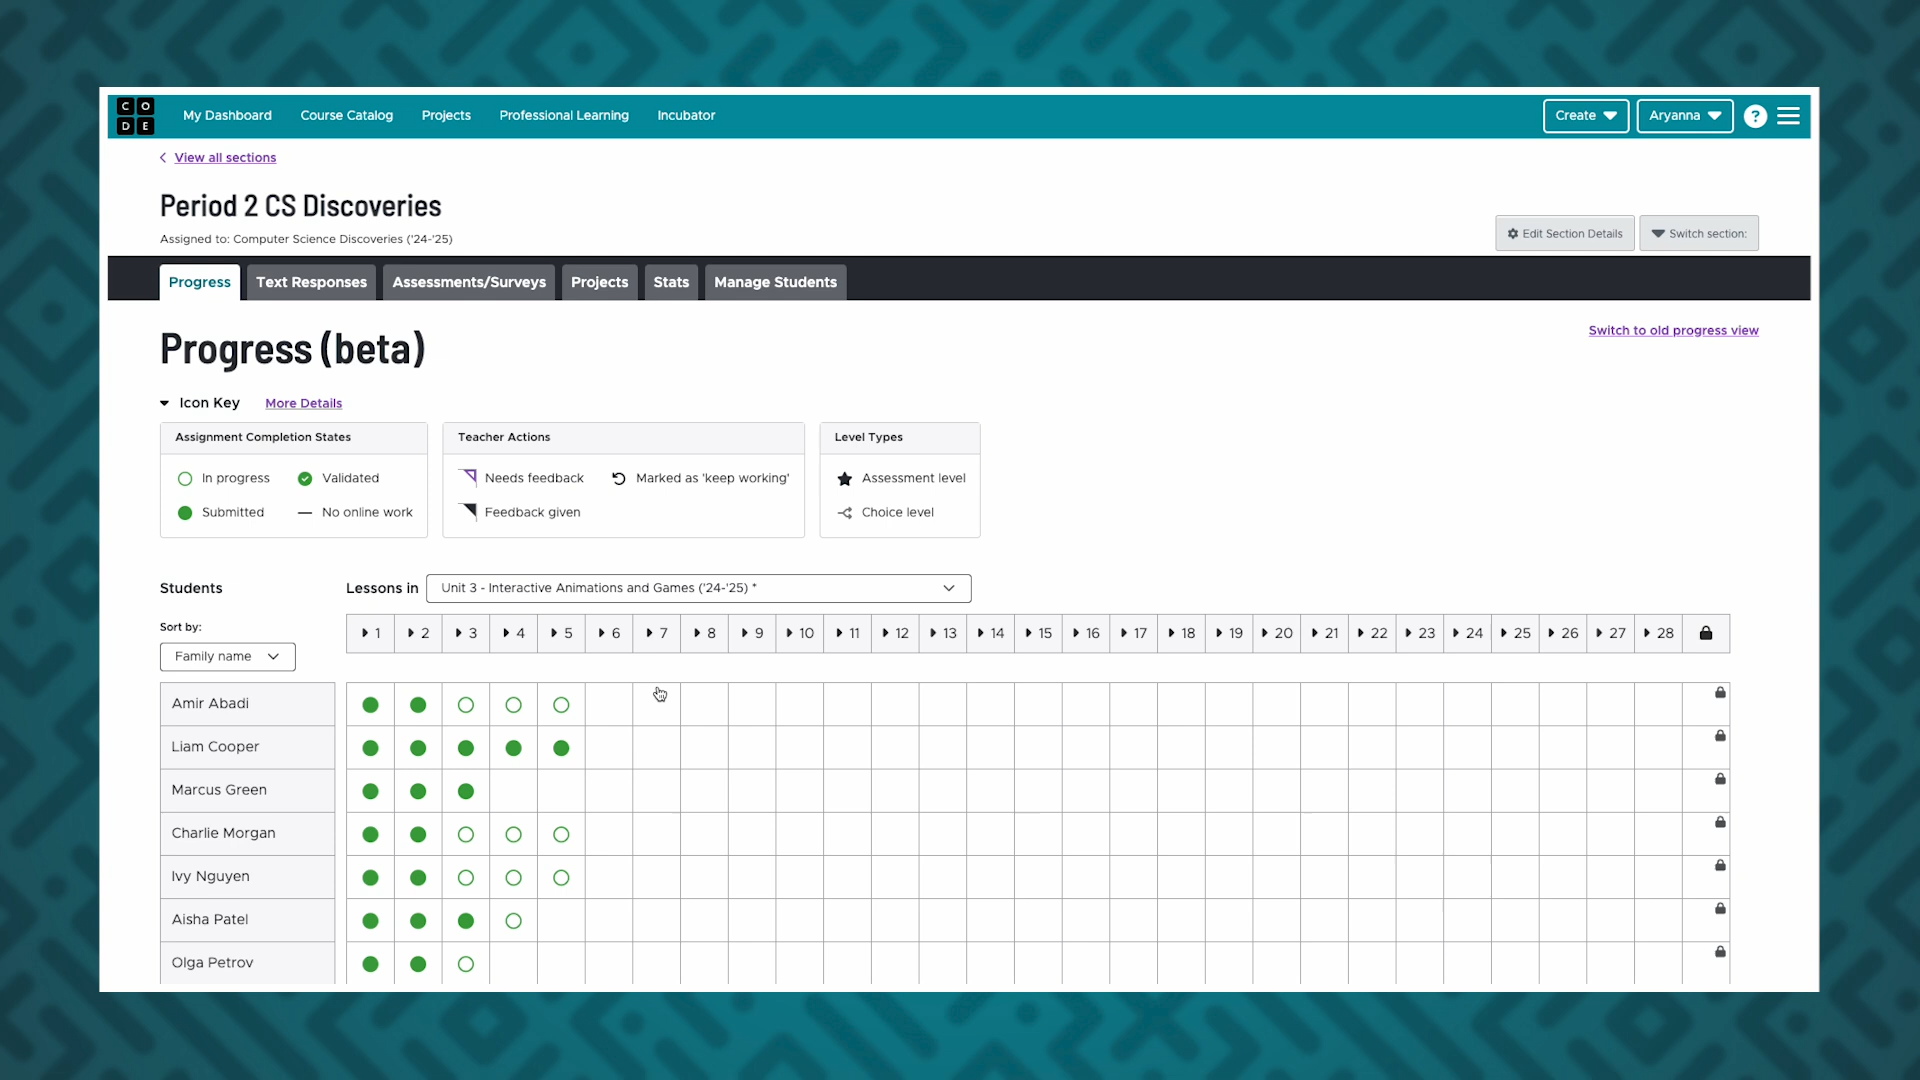 C O
D E
My Dashboard Course Catalog Projects Professional Learning Incubator Create Aryanna ?
View all sections
Period 2 CS Discoveries
Assigned to: Computer Science Discoveries ('24-'25)
Edit Section Details Switch section:
Progress Text Responses Assessments/Surveys Projects Stats Manage Students
Progress (beta)
Switch to old progress view
Icon Key More Details
Assignment Completion States
In progress Validated
Submitted No online work
Teacher Actions
Needs feedback Marked as 'keep working'
Feedback given
Level Types
Assessment level
Choice level
Students Lessons in Unit 3 - Interactive Animations and Games ('24-'25) *
Sort by:
Family name
1 2 3 4 5 6 7 8 9 10 11 12 13 14 15 16 17 18 19 20 21 22 23 24 25 26 27 28
Amir Abadi
Liam Cooper
Marcus Green
Charlie Morgan
Ivy Nguyen
Aisha Patel
Olga Petrov